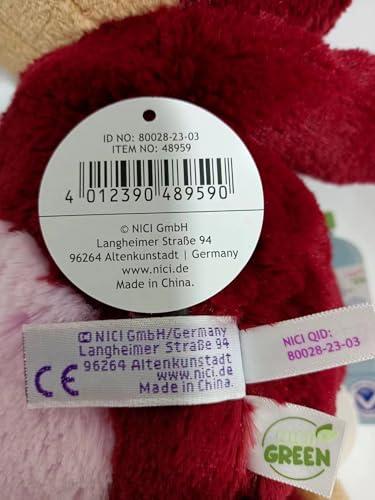 ID NO: 80028-23-03
ITEM NO: 48959
4 012390 489590
© NICI GmbH
Langheimer Straße 94
96264 Altenkunstadt | Germany
www.nici.de
Made in China.
NICI GmbH/Germany
Langheimer Straße 94
96264 Altenkunstadt
www.nici.de
Made in China.
CE
NICI QID:
80028-23-03
GREEN